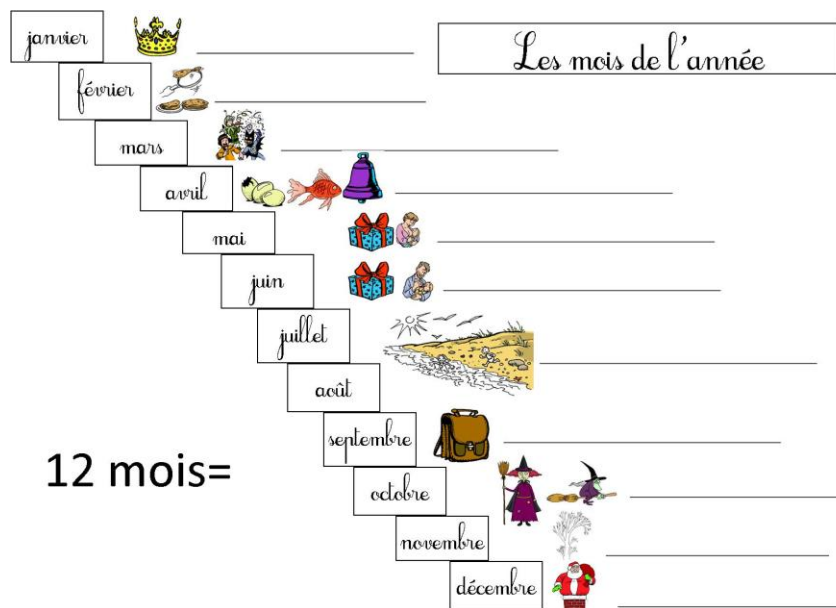 janvier
Les mois de l'année
février
mars
avril
mai
juin
juillet
août
septembre
12 mois=
octobre
novembre
décembre